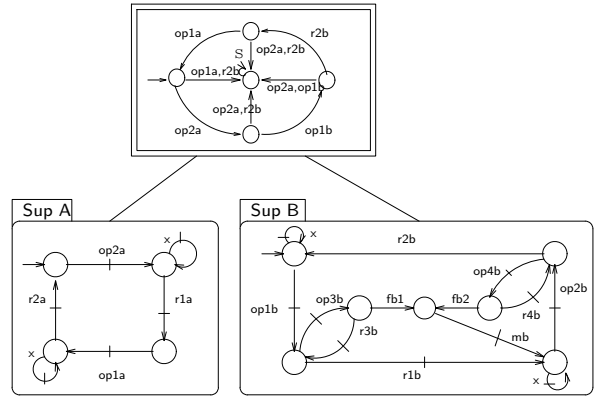 op1a
r2b
S
op2a,r2b
op1a,r2b
op2a,op1b
op2a,r2b
op2a
op1b
Sup A
Sup B
x
op2a
r2a
r1a
x
op1a
x
r2b
op4b
op1b
op3b
fb1
fb2
op2b
r3b
r4b
mb
r1b
x